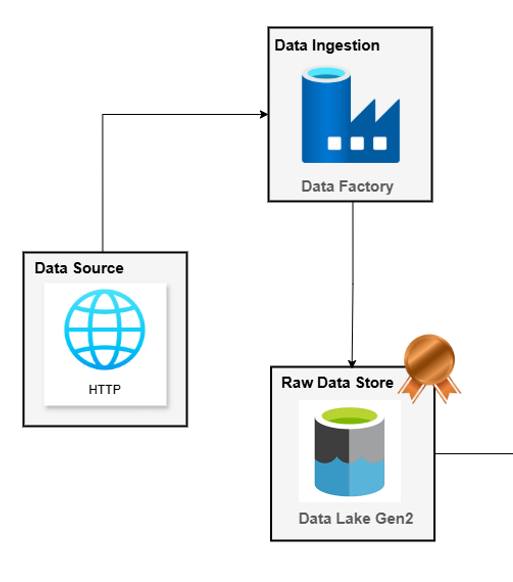 Data Ingestion
Data Factory
Data Source
HTTP
Raw Data Store
Data Lake Gen2